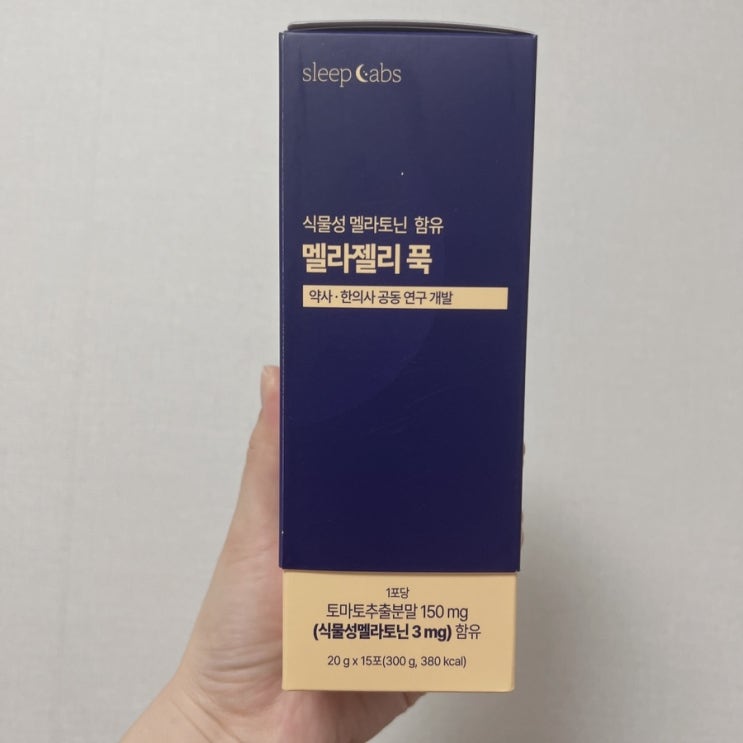 sleep Labs
식물성 멜라토닌 함유
멜라젤리 푹
약사·한의사 공동 연구 개발
1포당
토마토추출분말 150 mg
(식물성멜라토닌 3 mg) 함유
20 g x 15포(300 g, 380 kcal)